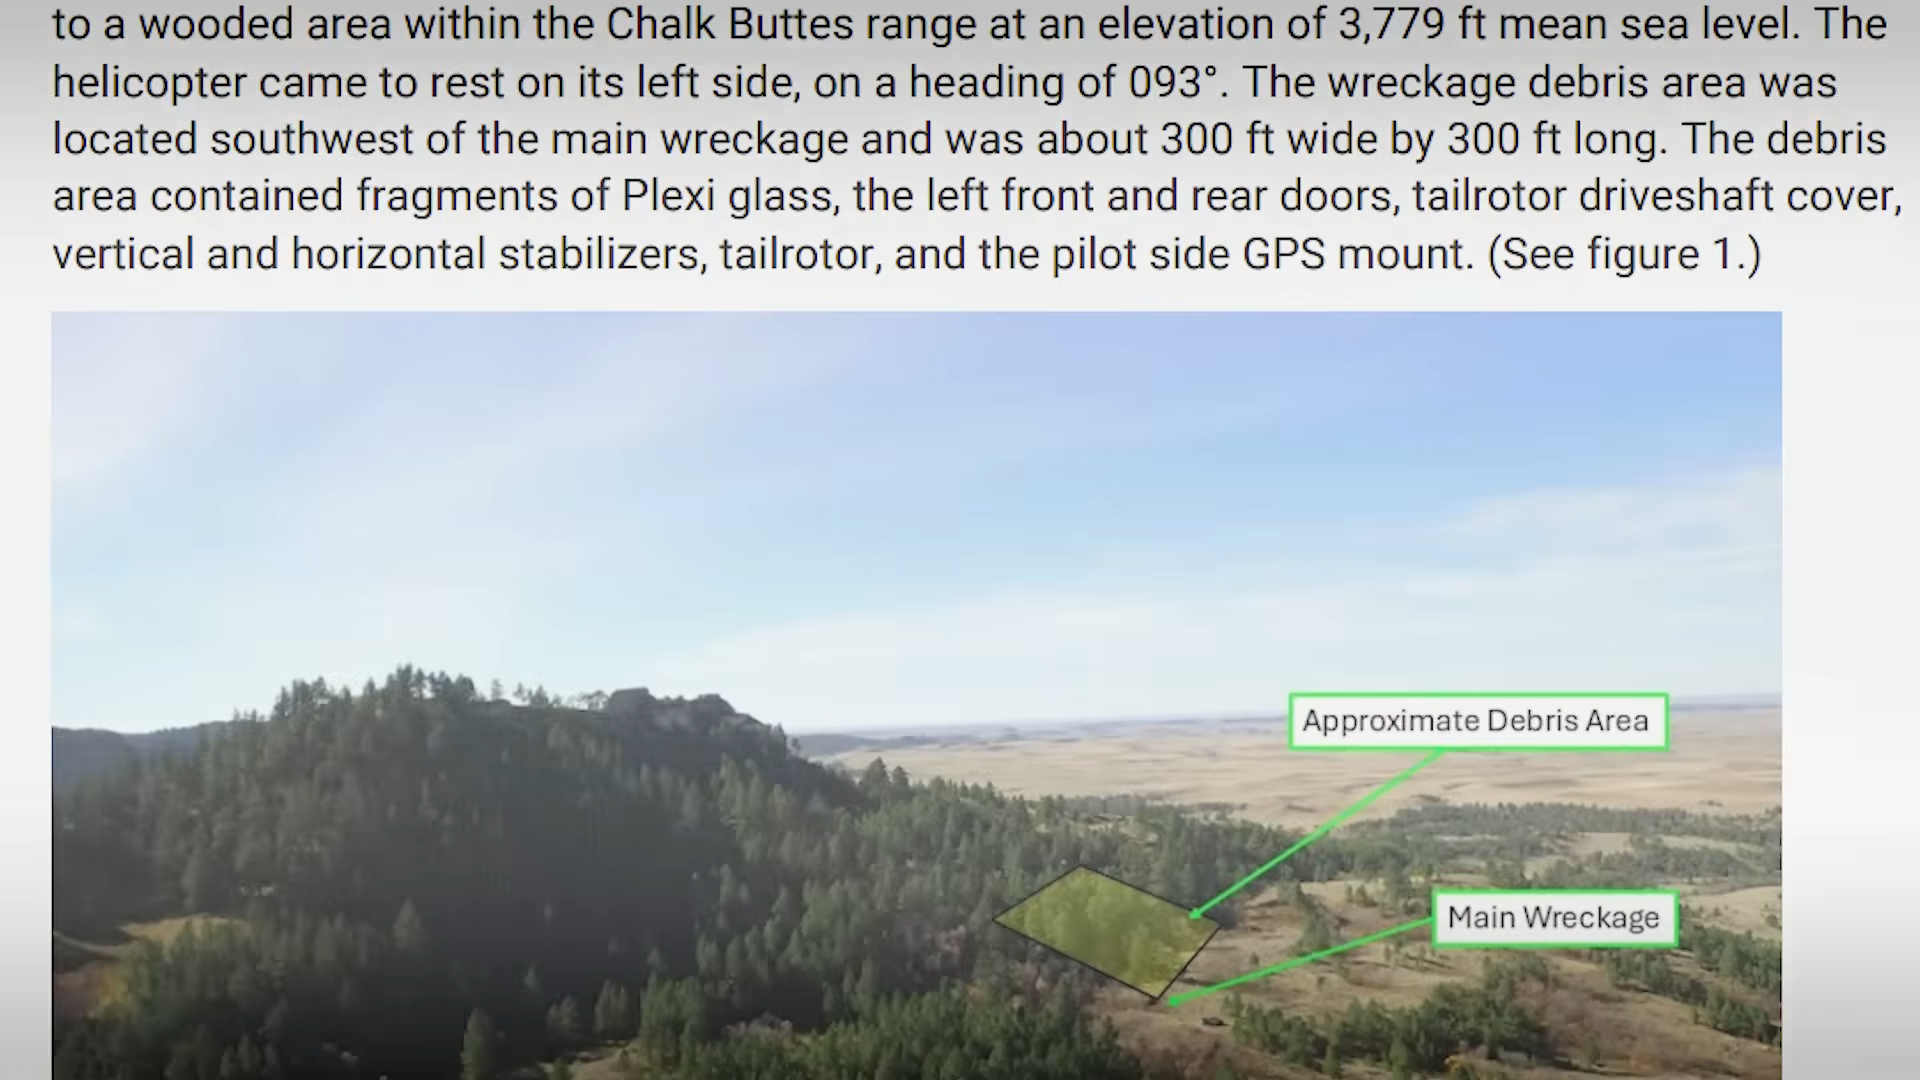 to a wooded area within the Chalk Buttes range at an elevation of 3,779 ft mean sea level. The
helicopter came to rest on its left side, on a heading of 093°. The wreckage debris area was
located southwest of the main wreckage and was about 300 ft wide by 300 ft long. The debris
area contained fragments of Plexi glass, the left front and rear doors, tailrotor driveshaft cover,
vertical and horizontal stabilizers, tailrotor, and the pilot side GPS mount. (See figure 1.)
Approximate Debris Area
Main Wreckage